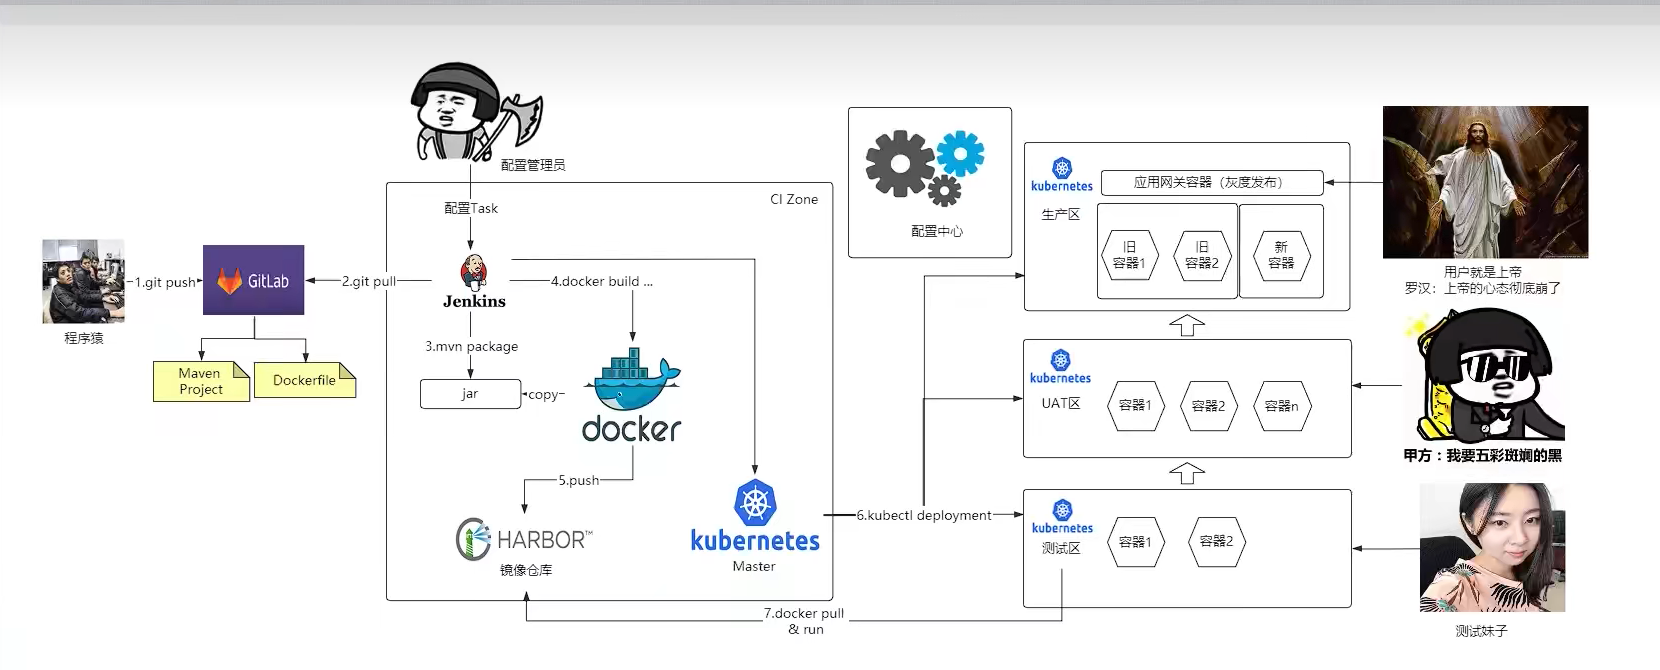 配置管理员
CI Zone
配置Task
程序猿
1.git push
GitLab
2.git pull
Jenkins
4.docker build ...
Maven
Project
Dockerfile
3.mvn package
jar
copy
docker
5.push
HARBOR™
镜像仓库
kubernetes
Master
6.kubectl deployment
7.docker pull
& run
配置中心
kubernetes
生产区
应用网关容器（灰度发布）
旧
容器1
旧
容器2
新
容器
用户就是上帝
罗汉：上帝的心态彻底崩了
kubernetes
UAT区
容器1
容器2
容器n
甲方：我要五彩斑斓的黑
kubernetes
测试区
容器1
容器2
测试妹子